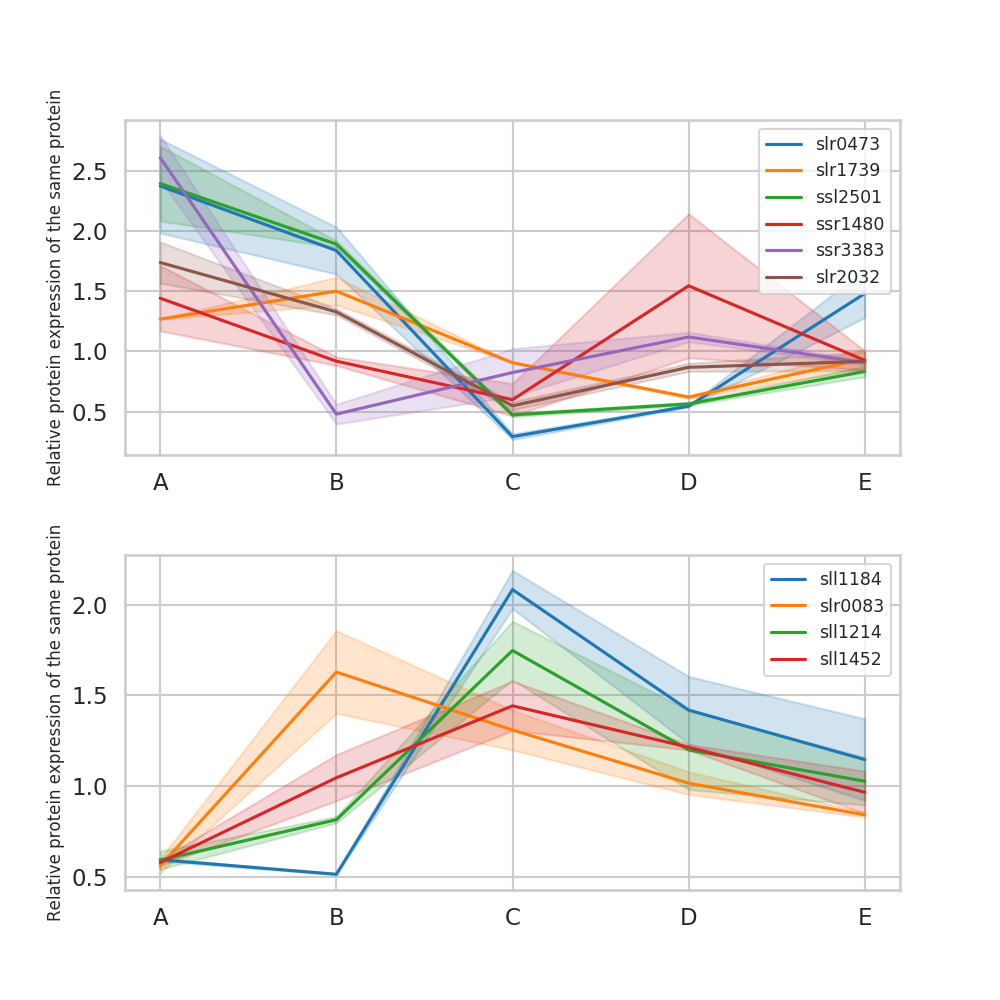 Relative protein expression of the same protein
2.5
2.0
1.5
1.0
0.5
A B C D E
slr0473
slr1739
ssl2501
ssr1480
ssr3383
slr2032
Relative protein expression of the same protein
2.0
1.5
1.0
0.5
A B C D E
sll1184
slr0083
sll1214
sll1452